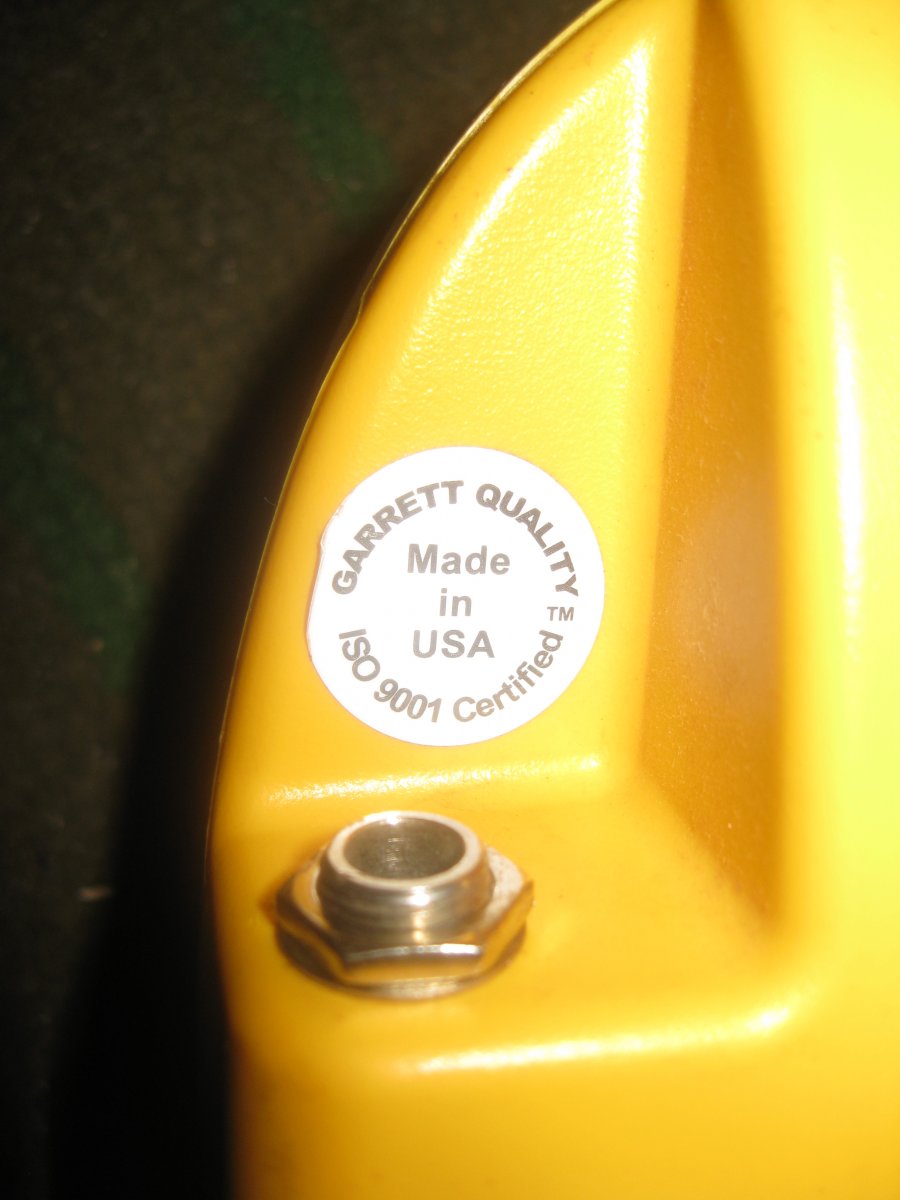 GARRETT QUALITY ™
Made
in
USA
ISO 9001 Certified